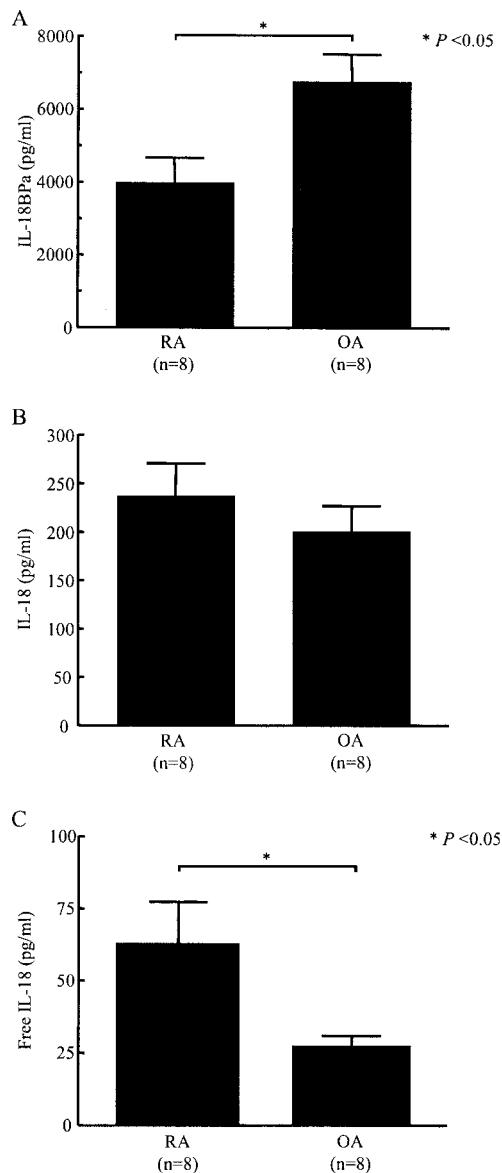 A
* P <0.05
*
IL-18BPa (pg/ml)
8000
6000
4000
2000
0
RA
OA
(n=8)
(n=8)
B
IL-18 (pg/ml)
300
250
200
150
100
50
0
RA
OA
(n=8)
(n=8)
C
* P <0.05
*
Free IL-18 (pg/ml)
100
75
50
25
0
RA
OA
(n=8)
(n=8)